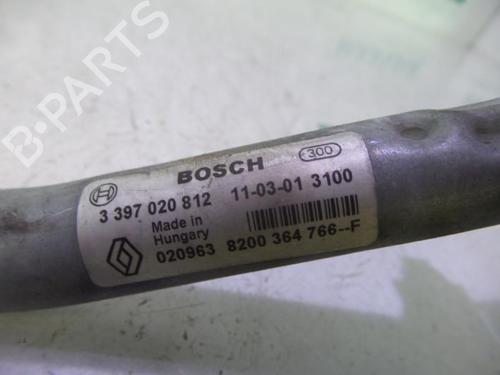 B-PARTS
BOSCH 300
3 397 020 812 11-03-01 3100
Made in
Hungary
020963 8200 364 766--F